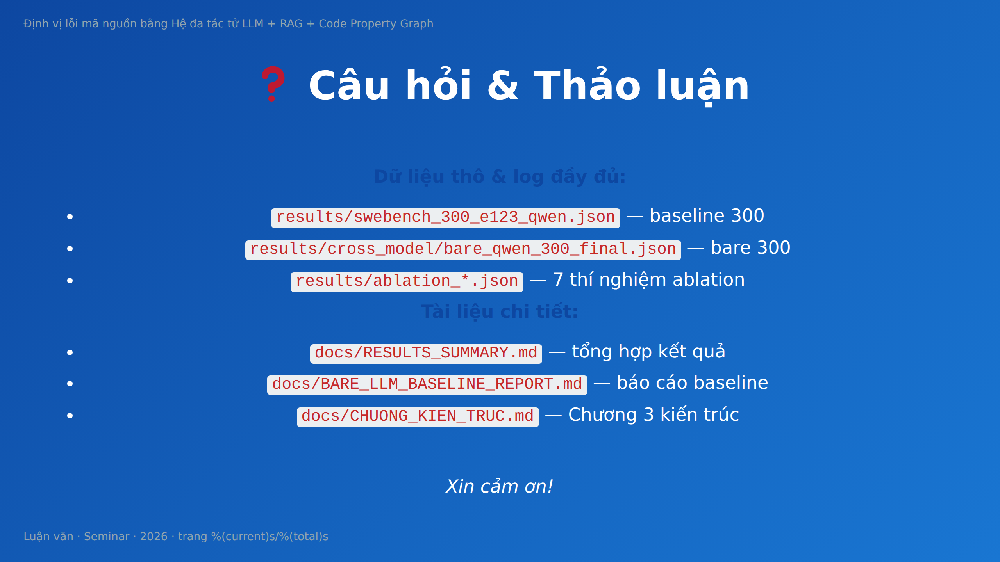 Định vị lỗi mã nguồn bằng Hệ đa tác tử LLM + RAG + Code Property Graph
❓ Câu hỏi & Thảo luận
Dữ liệu thô & log đầy đủ:
• results/swebench_300_e123_qwen.json — baseline 300
• results/cross_model/bare_qwen_300_final.json — bare 300
• results/ablation_*.json — 7 thí nghiệm ablation
Tài liệu chi tiết:
• docs/RESULTS_SUMMARY.md — tổng hợp kết quả
• docs/BARE_LLM_BASELINE_REPORT.md — báo cáo baseline
• docs/CHUONG_KIEN_TRUC.md — Chương 3 kiến trúc
Xin cảm ơn!
Luận văn · Seminar · 2026 · trang %(current)s/%(total)s